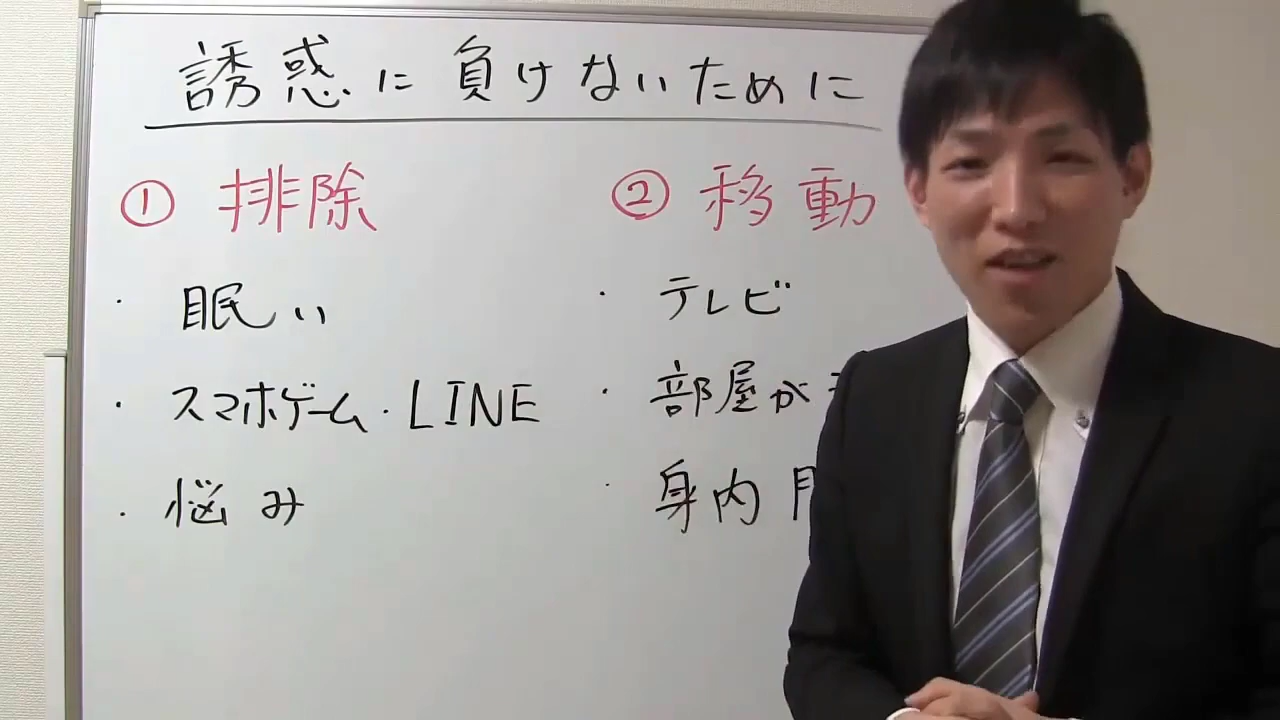 誘惑に負けないために
① 排除
・ 眠い
・ スマホゲーム・LINE
・ 悩み
② 移動
・ テレビ
・ 部屋が
・ 身内